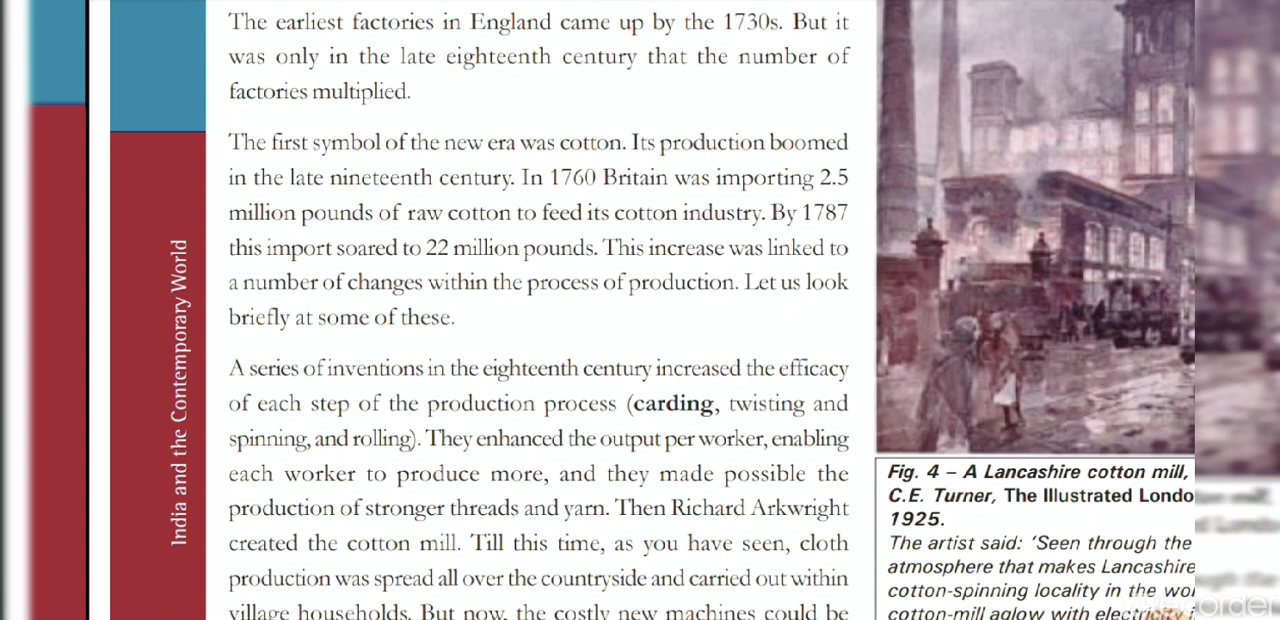 The earliest factories in England came up by the 1730s. But it
was only in the late eighteenth century that the number of
factories multiplied.
The first symbol of the new era was cotton. Its production boomed
in the late nineteenth century. In 1760 Britain was importing 2.5
million pounds of raw cotton to feed its cotton industry. By 1787
this import soared to 22 million pounds. This increase was linked to
a number of changes within the process of production. Let us look
briefly at some of these.
A series of inventions in the eighteenth century increased the efficacy
of each step of the production process (carding, twisting and
spinning, and rolling). They enhanced the output per worker, enabling
each worker to produce more, and they made possible the
production of stronger threads and yarn. Then Richard Arkwright
created the cotton mill. Till this time, as you have seen, cloth
production was spread all over the countryside and carried out within
village households. But now, the costly new machines could be
India and the Contemporary World
Fig. 4 – A Lancashire cotton mill,
C.E. Turner, The Illustrated Londo
1925.
The artist said: ‘Seen through the
atmosphere that makes Lancashire
cotton-spinning locality in the wo
cotton-mill aglow with electricity